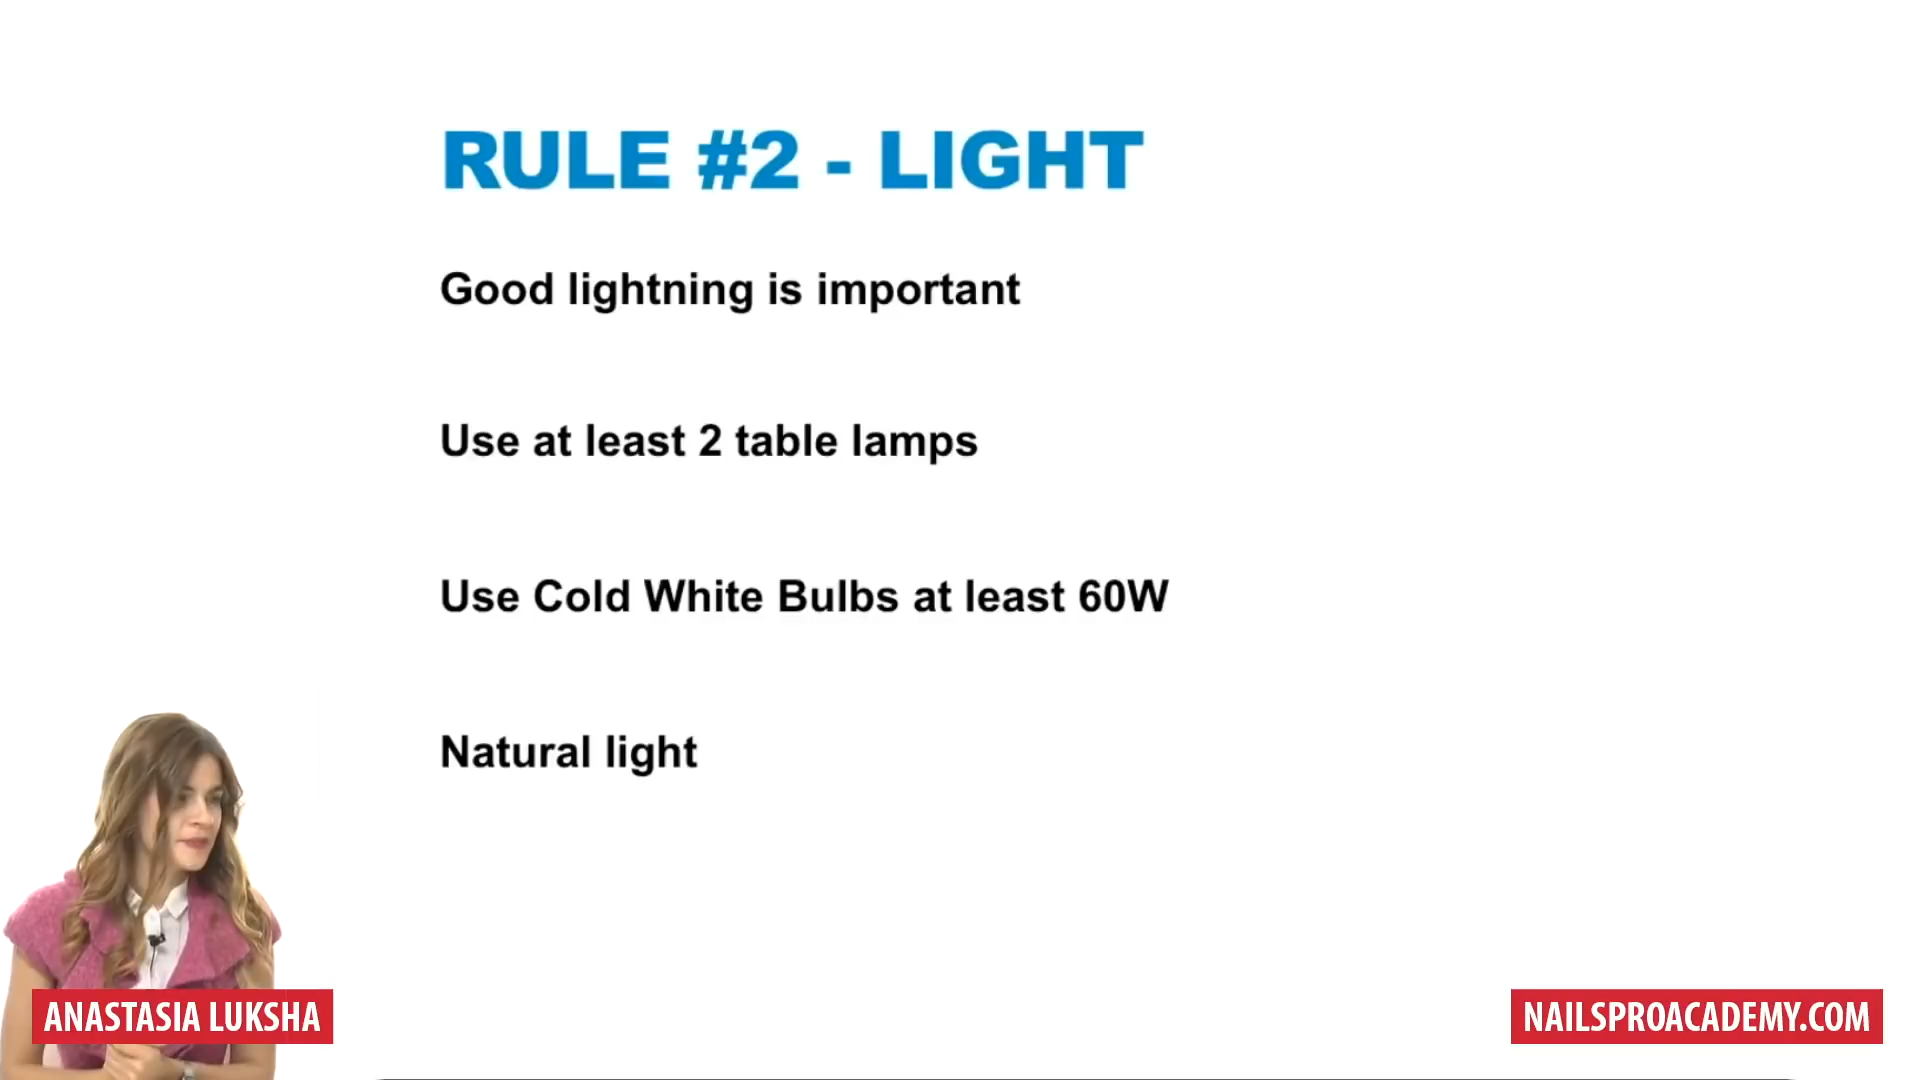 RULE #2 - LIGHT
Good lightning is important
Use at least 2 table lamps
Use Cold White Bulbs at least 60W
Natural light
ANASTASIA LUKSHA
NAILSPROACADEMY.COM